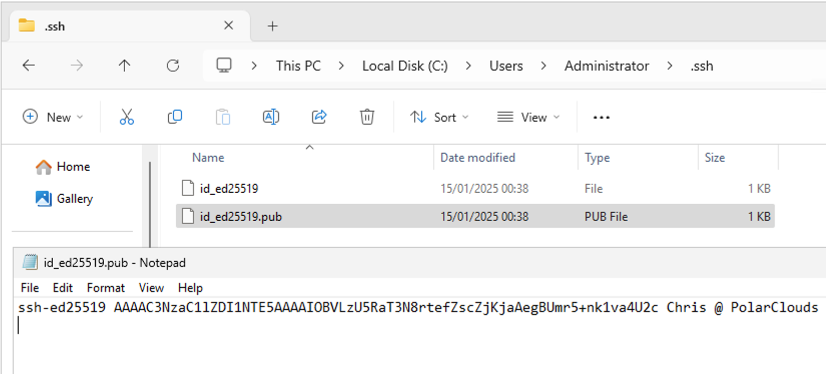 .ssh
This PC > Local Disk (C:) > Users > Administrator > .ssh
New Sort View
Home
Gallery
Name Date modified Type Size
id_ed25519 15/01/2025 00:38 File 1 KB
id_ed25519.pub 15/01/2025 00:38 PUB File 1 KB
id_ed25519.pub - Notepad
File Edit Format View Help
ssh-ed25519 AAAAC3NzaC1lZDI1NTE5AAAAIOBVLzU5RaT3N8rtefZscZjKjaAegBUmr5+nk1va4U2c Chris @ PolarClouds